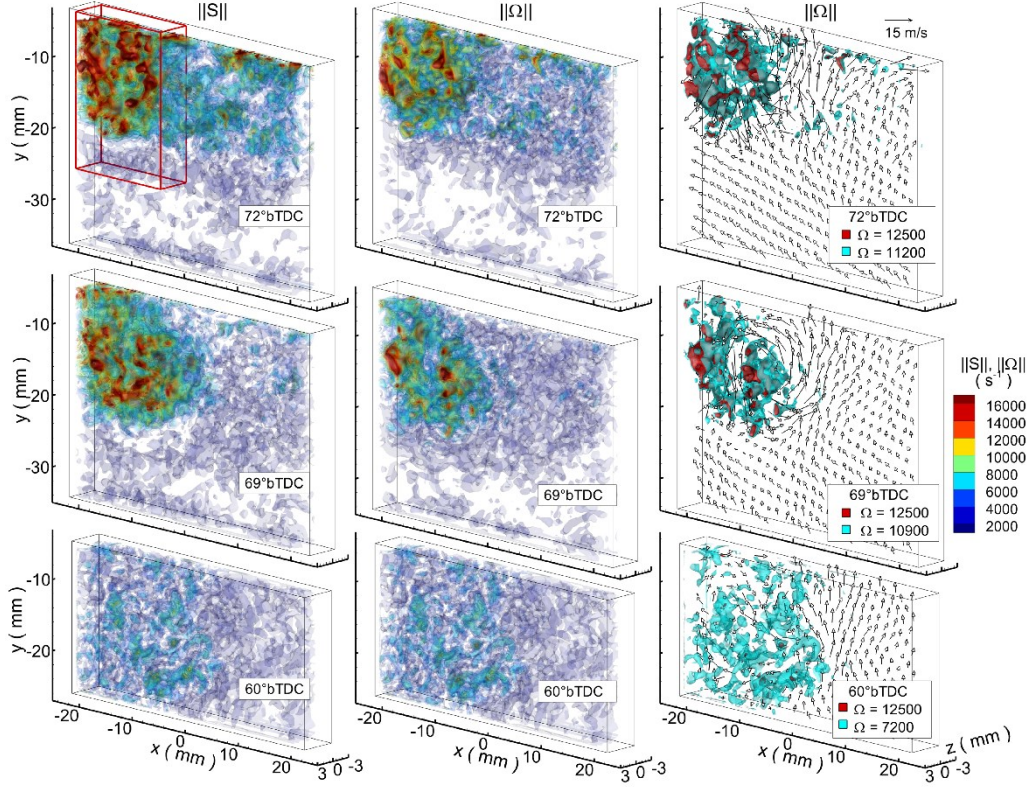 ||S|| ||Ω|| ||Ω||
15 m/s
-10
-20
-30
y ( mm )
72°bTDC
72°bTDC
72°bTDC
Ω = 12500
Ω = 11200
-10
-20
-30
y ( mm )
69°bTDC
69°bTDC
69°bTDC
Ω = 12500
Ω = 10900
||S||, ||Ω||
( s⁻¹ )
16000
14000
12000
10000
8000
6000
4000
2000
-10
-20
y ( mm )
60°bTDC
60°bTDC
60°bTDC
Ω = 12500
Ω = 7200
-20 -10 0 10 20
x ( mm )
3 0 -3
-10 0 10 20
x ( mm )
3 0 -3
-20 -10 0 10 20
x ( mm )
3 0 -3
z ( mm )